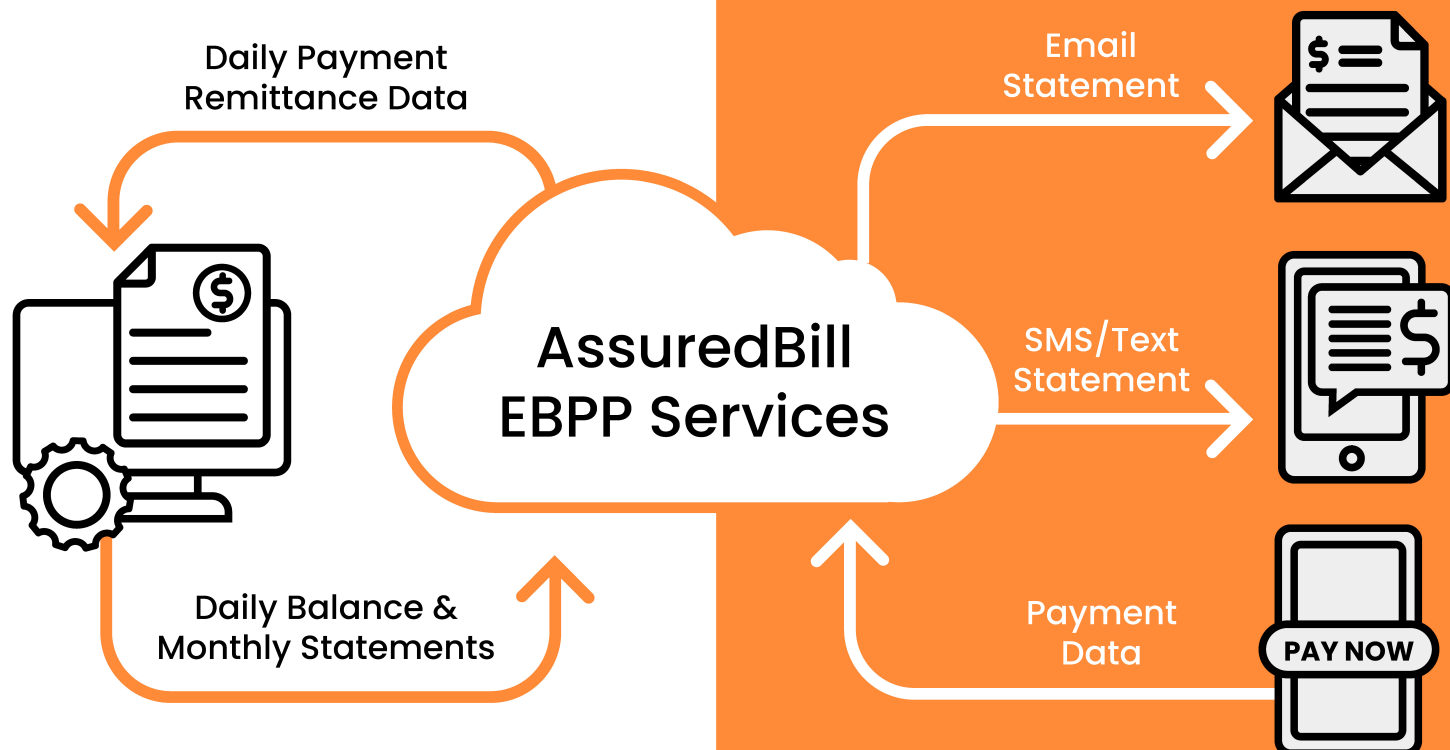 Daily Payment
Remittance Data
Email
Statement
$
$
AssuredBill
EBPP Services
SMS/Text
Statement
$
Daily Balance &
Monthly Statements
Payment
Data
PAY NOW